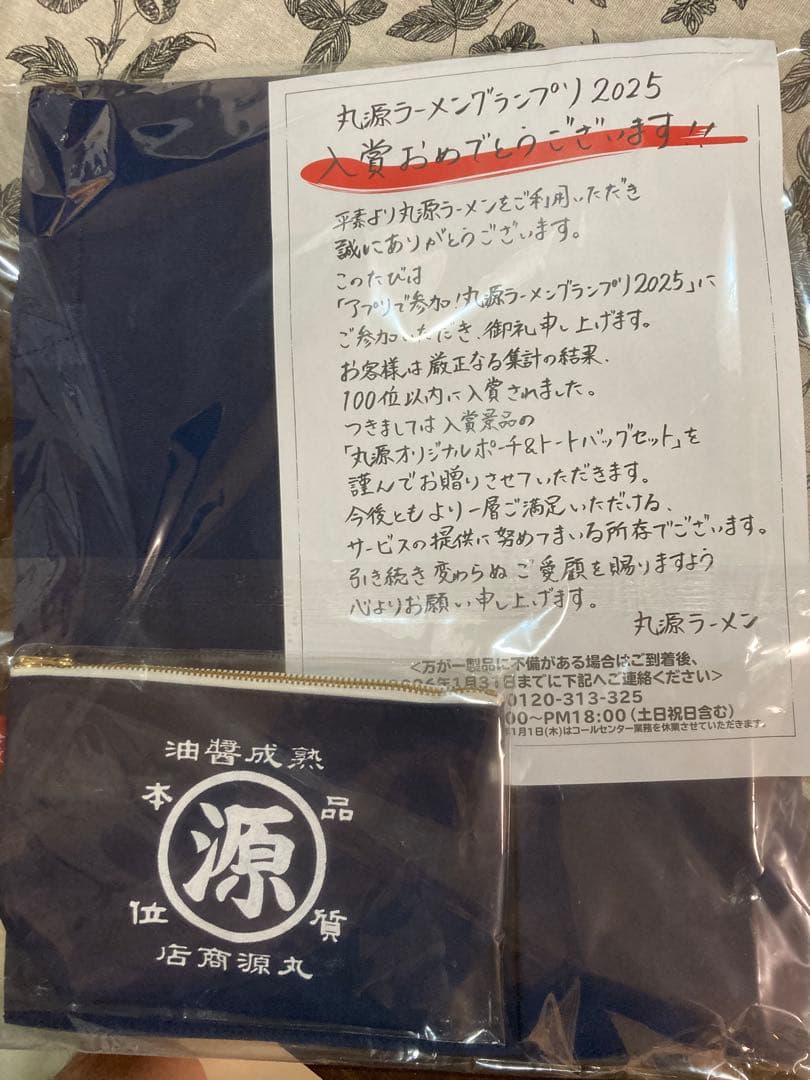 丸源ラーメングランプリ2025
入賞おめでとうございます!!
平素より丸源ラーメンをご利用いただき
誠にありがとうございます。
このたびは
「アプリで参加!丸源ラーメングランプリ2025」に
ご参加いただき、御礼申し上げます。
お客様は厳正なる集計の結果、
100位以内に入賞されました。
つきましては入賞景品の
「丸源オリジナルポーチ&トートバッグセット」を
謹んでお贈りさせていただきます。
今後ともより一層ご満足いただける、
サービスの提供に努めてまいる所存でございます。
引き続き変わらぬご愛顧を賜りますよう
心よりお願い申し上げます。
丸源ラーメン
<万が一製品に不備がある場合はご到着後、
年1月31日までに下記へご連絡ください>
0120-313-325
00〜PM18:00(土日祝日含む)
年1月1日(木)はコールセンター業務を休業させていただきます。
油醬成熟
本 品
源
位 質
店商源丸